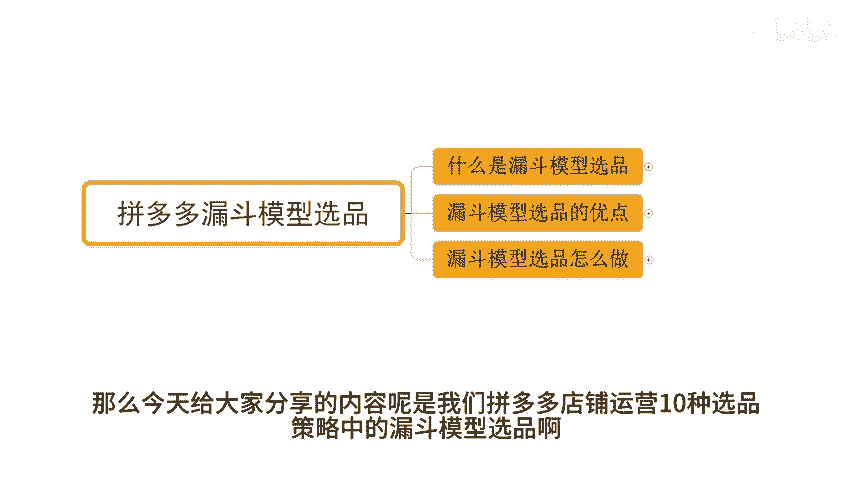 什么是漏斗模型选品
拼多多漏斗模型选品
漏斗模型选品的优点
漏斗模型选品怎么做
那么今天给大家分享的内容呢是我们拼多多店铺运营10种选品
策略中的漏斗模型选品啊